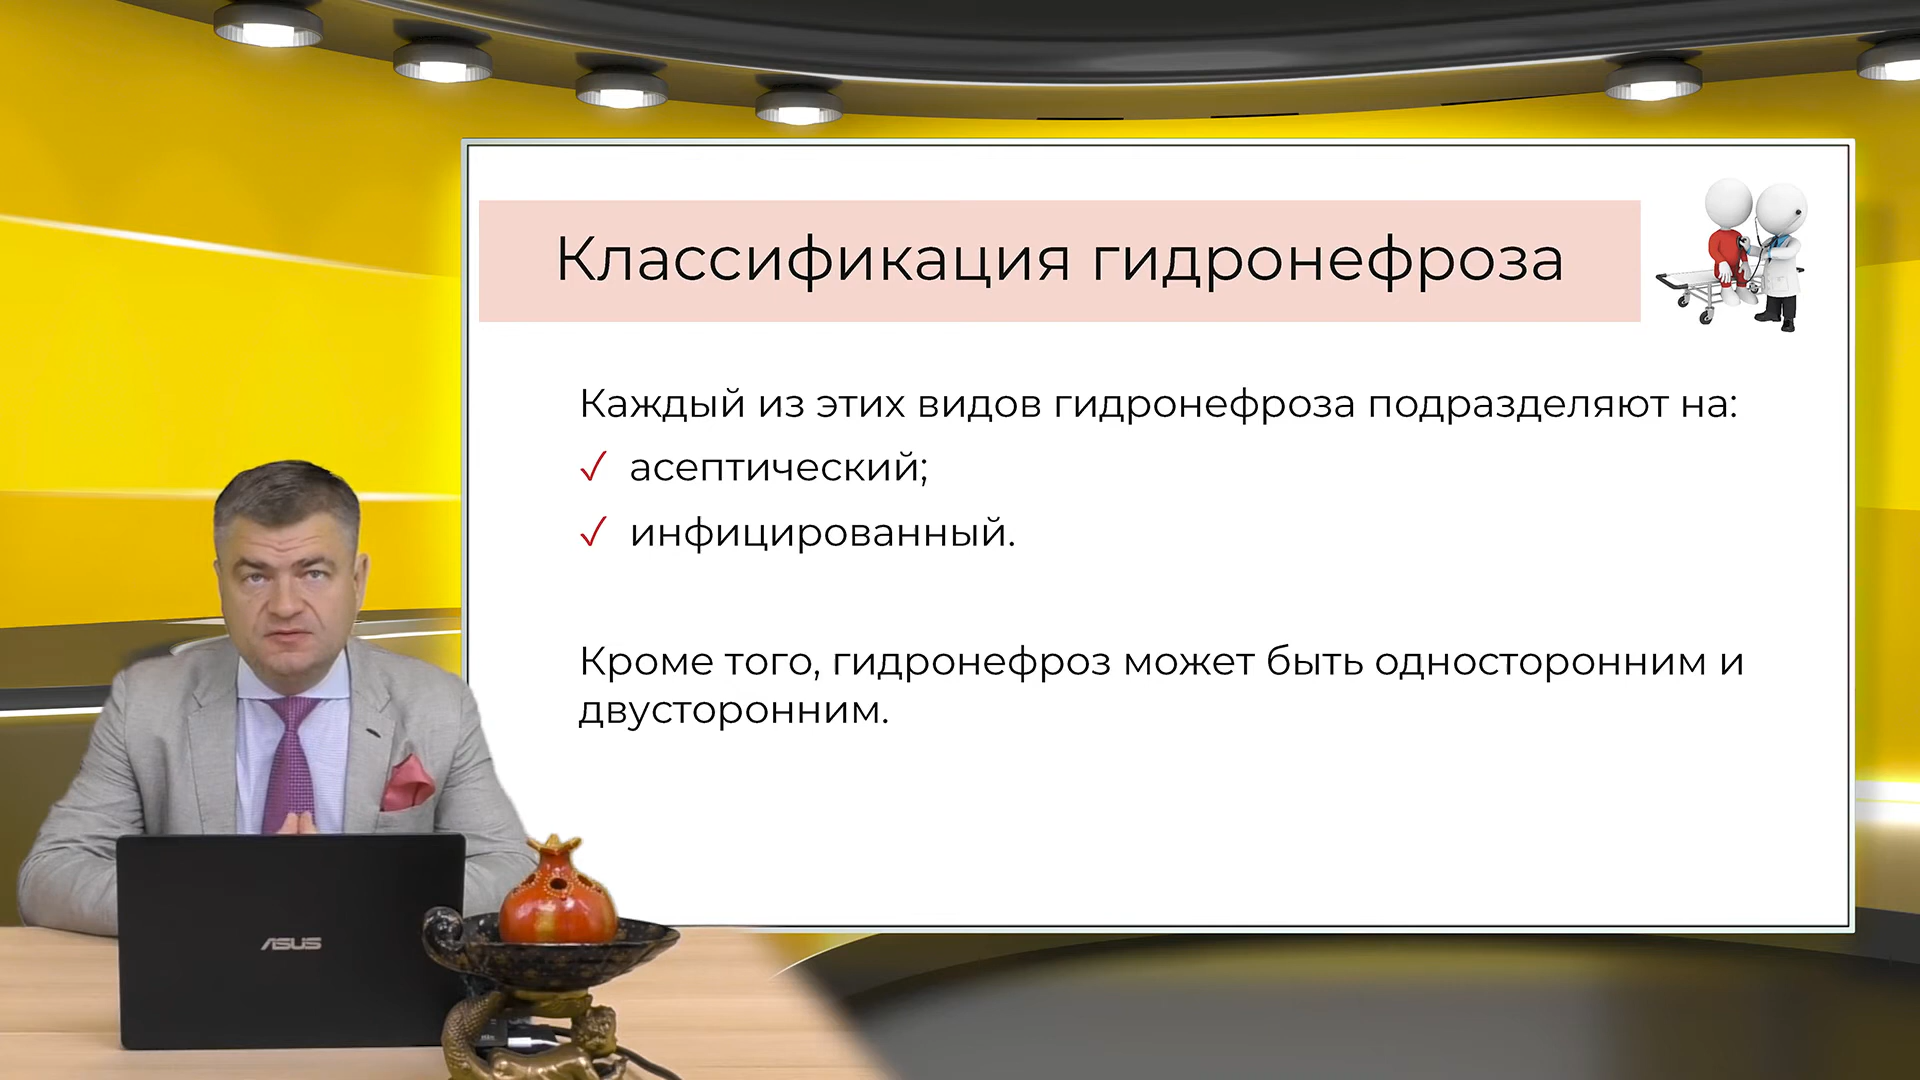 Классификация гидронефроза
Каждый из этих видов гидронефроза подразделяют на:
✓ асептический;
✓ инфицированный.
Кроме того, гидронефроз может быть односторонним и
двусторонним.
ASUS